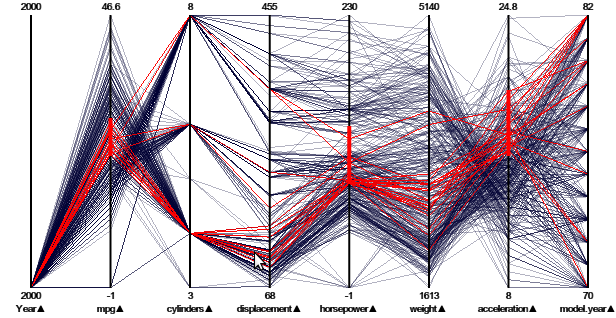 2000 46.6 8 455 230 5140 24.8 82
2000 -1 3 68 -1 1613 8 70
Year▲ mpg▲ cylinders▲ displacement▲ horsepower▲ weight▲ acceleration▲ model.year▲